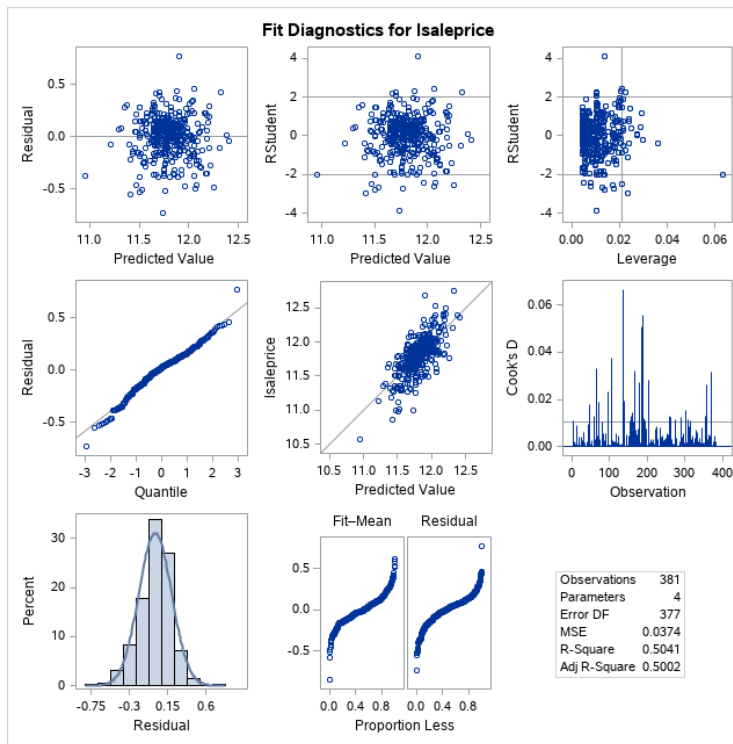 Fit Diagnostics for lsaleprice
Residual
0.5
0.0
-0.5
11.0 11.5 12.0 12.5
Predicted Value
RStudent
4
2
0
-2
-4
11.0 11.5 12.0 12.5
Predicted Value
RStudent
4
2
0
-2
-4
0.00 0.02 0.04 0.06
Leverage
Residual
0.5
0.0
-0.5
-3 -2 -1 0 1 2 3
Quantile
lsaleprice
12.5
12.0
11.5
11.0
10.5
10.5 11.0 11.5 12.0 12.5
Predicted Value
Cook's D
0.06
0.04
0.02
0.00
0 100 200 300 400
Observation
Percent
30
20
10
0
-0.75 -0.3 0.15 0.6
Residual
Fit–Mean Residual
0.5
0.0
-0.5
0.0 0.4 0.8 0.0 0.4 0.8
Proportion Less
Observations 381
Parameters 4
Error DF 377
MSE 0.0374
R-Square 0.5041
Adj R-Square 0.5002